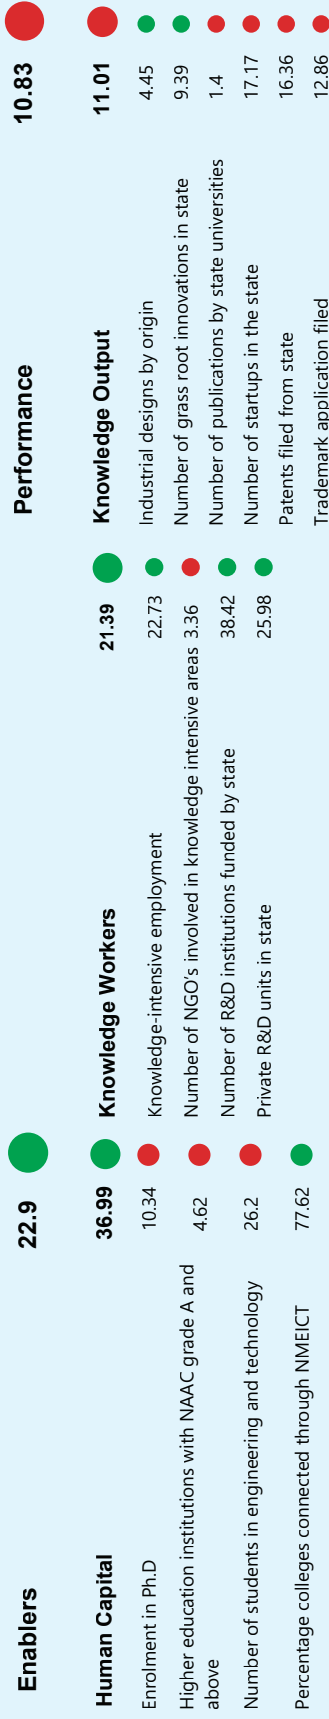 Enablers 22.9
Human Capital 36.99
Enrolment in Ph.D 10.34
Higher education institutions with NAAC grade A and 4.62
above
Number of students in engineering and technology 26.2
Percentage colleges connected through NMEICT 77.62
Knowledge Workers 21.39
Knowledge-intensive employment 22.73
Number of NGO's involved in knowledge intensive areas 3.36
Number of R&D institutions funded by state 38.42
Private R&D units in state 25.98
Performance 10.83
Knowledge Output 11.01
Industrial designs by origin 4.45
Number of grass root innovations in state 9.39
Number of publications by state universities 1.4
Number of startups in the state 17.17
Patents filed from state 16.36
Trademark application filed 12.86